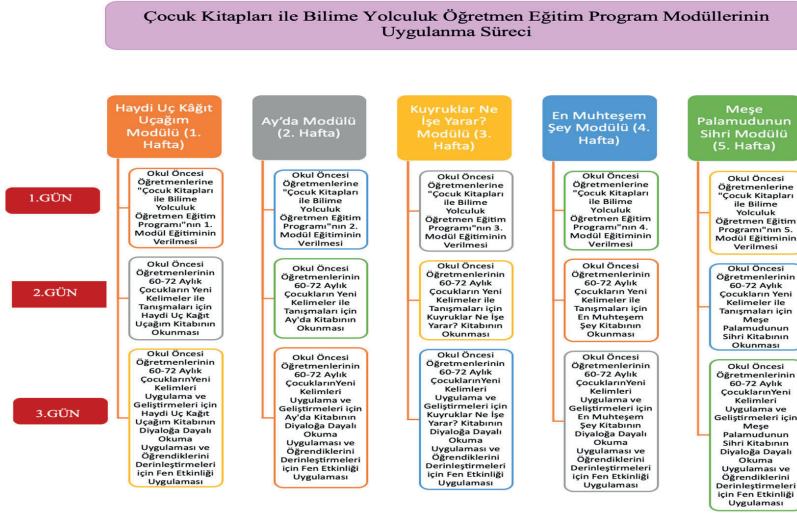 Çocuk Kitapları ile Bilime Yolculuk Öğretmen Eğitim Program Modüllerinin
Uygulanma Süreci
Haydi Uç Kâğıt
Uçağım
Modülü (1.
Hafta)
Ay'da Modülü
(2. Hafta)
Kuyruklar Ne
İşe Yarar?
Modülü (3.
Hafta)
En Muhteşem
Şey Modülü (4.
Hafta)
Meşe
Palamudunun
Sihri Modülü
(5. Hafta)
1.GÜN
Okul Öncesi
Öğretmenlerine
"Çocuk Kitapları
ile Bilime
Yolculuk
Öğretmen Eğitim
Programı"nın 1.
Modül Eğitiminin
Verilmesi
Okul Öncesi
Öğretmenlerine
"Çocuk Kitapları
ile Bilime
Yolculuk
Öğretmen Eğitim
Programı"nın 2.
Modül Eğitiminin
Verilmesi
Okul Öncesi
Öğretmenlerine
"Çocuk Kitapları
ile Bilime
Yolculuk
Öğretmen Eğitim
Programı"nın 3.
Modül Eğitiminin
Verilmesi
Okul Öncesi
Öğretmenlerine
"Çocuk Kitapları
ile Bilime
Yolculuk
Öğretmen Eğitim
Programı"nın 4.
Modül Eğitiminin
Verilmesi
Okul Öncesi
Öğretmenlerine
"Çocuk Kitapları
ile Bilime
Yolculuk
Öğretmen Eğitim
Programı"nın 5.
Modül Eğitiminin
Verilmesi
2.GÜN
Okul Öncesi
Öğretmenlerinin
60-72 Aylık
Çocukların Yeni
Kelimeler ile
Tanışmaları için
Haydi Uç Kağıt
Uçağım Kitabının
Okunması
Okul Öncesi
Öğretmenlerinin
60-72 Aylık
Çocukların Yeni
Kelimeler ile
Tanışmaları için
Ay'da Kitabının
Okunması
Okul Öncesi
Öğretmenlerinin
60-72 Aylık
Çocukların Yeni
Kelimeler ile
Tanışmaları için
Kuyruklar Ne İşe
Yarar? Kitabının
Okunması
Okul Öncesi
Öğretmenlerinin
60-72 Aylık
Çocukların Yeni
Kelimeler ile
Tanışmaları için
En Muhteşem
Şey Kitabının
Okunması
Okul Öncesi
Öğretmenlerinin
60-72 Aylık
Çocukların Yeni
Kelimeler ile
Tanışmaları için
Meşe
Palamudunun
Sihri Kitabının
Okunması
3.GÜN
Okul Öncesi
Öğretmenlerinin
60-72 Aylık
ÇocuklarınYeni
Kelimleri
Uygulama ve
Geliştirmeleri için
Haydi Uç Kağıt
Uçağım Kitabının
Diyaloğa Dayalı
Okuma
Uygulaması ve
Öğrendiklerini
Derinleştirmeleri
için Fen Etkinliği
Uygulaması
Okul Öncesi
Öğretmenlerinin
60-72 Aylık
ÇocuklarınYeni
Kelimleri
Uygulama ve
Geliştirmeleri için
Ay'da Kitabının
Diyaloğa Dayalı
Okuma
Uygulaması ve
Öğrendiklerini
Derinleştirmeleri
için Fen Etkinliği
Uygulaması
Okul Öncesi
Öğretmenlerinin
60-72 Aylık
ÇocuklarınYeni
Kelimleri
Uygulama ve
Geliştirmeleri için
Kuyruklar Ne İşe
Yarar? Kitabının
Diyaloğa Dayalı
Okuma
Uygulaması ve
Öğrendiklerini
Derinleştirmeleri
için Fen Etkinliği
Uygulaması
Okul Öncesi
Öğretmenlerinin
60-72 Aylık
ÇocuklarınYeni
Kelimleri
Uygulama ve
Geliştirmeleri için
En Muhteşem
Şey Kitabının
Diyaloğa Dayalı
Okuma
Uygulaması ve
Öğrendiklerini
Derinleştirmeleri
için Fen Etkinliği
Uygulaması
Okul Öncesi
Öğretmenlerinin
60-72 Aylık
ÇocuklarınYeni
Kelimleri
Uygulama ve
Geliştirmeleri için
Meşe
Palamudunun
Sihri Kitabının
Diyaloğa Dayalı
Okuma
Uygulaması ve
Öğrendiklerini
Derinleştirmeleri
için Fen Etkinliği
Uygulaması